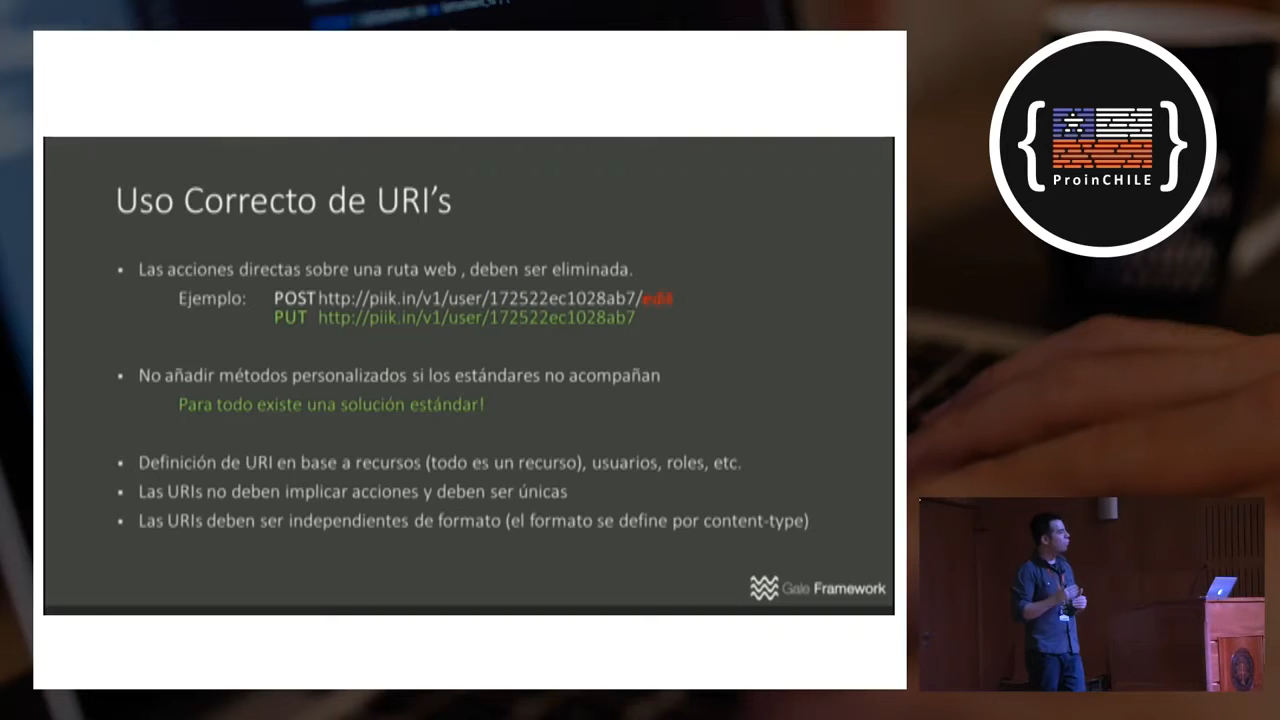 Uso Correcto de URI's
• Las acciones directas sobre una ruta web , deben ser eliminada.
Ejemplo: POST http://piik.in/v1/user/172522ec1028ab7/edit
PUT http://piik.in/v1/user/172522ec1028ab7
• No añadir métodos personalizados si los estándares no acompañan
Para todo existe una solución estándar!
• Definición de URI en base a recursos (todo es un recurso), usuarios, roles, etc.
• Las URIs no deben implicar acciones y deben ser únicas
• Las URIs deben ser independientes de formato (el formato se define por content-type)
Gale Framework
{ }
ProinCHILE